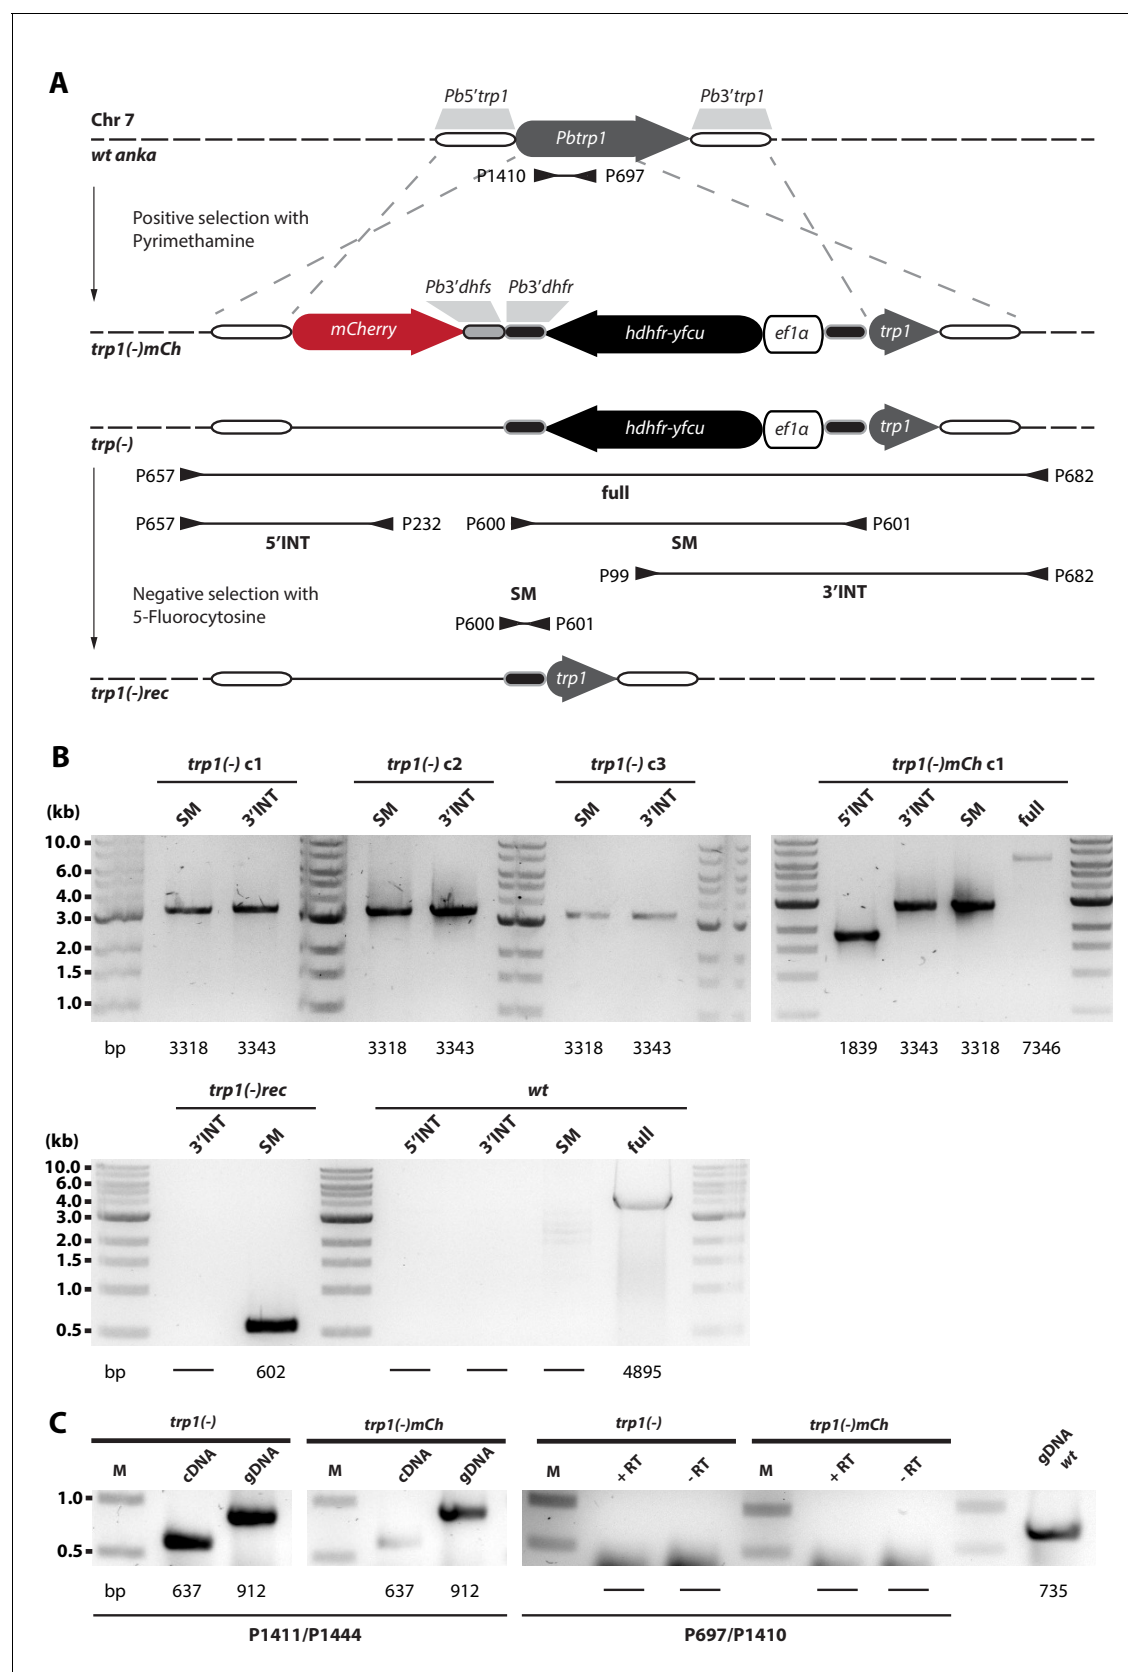 A
Pb5'trp1
Pb3'trp1
Chr 7
Pbtrp1
wt anka
P1410
P697
Positive selection with
Pyrimethamine
Pb3'dhfs
Pb3'dhfr
mCherry
hdhfr-yfcu
ef1α
trp1
trp1(-)mCh
hdhfr-yfcu
ef1α
trp1
trp(-)
P657
P682
full
P657
P232
P600
P601
5'INT
SM
P99
P682
3'INT
Negative selection with
5-Fluorocytosine
SM
P600
P601
trp1
trp1(-)rec
B
trp1(-) c1
trp1(-) c2
trp1(-) c3
trp1(-)mCh c1
(kb)
SM
3'INT
SM
3'INT
SM
3'INT
5'INT
3'INT
SM
full
10.0
6.0
4.0
3.0
2.0
1.5
1.0
bp
3318
3343
3318
3343
3318
3343
1839
3343
3318
7346
trp1(-)rec
wt
(kb)
3'INT
SM
5'INT
3'INT
SM
full
10.0
6.0
4.0
3.0
2.0
1.5
1.0
0.5
bp
602
4895
C
trp1(-)
trp1(-)mCh
trp1(-)
trp1(-)mCh
M
cDNA
gDNA
M
cDNA
gDNA
M
+RT
-RT
M
+RT
-RT
gDNA
wt
1.0
0.5
bp
637
912
637
912
735
P1411/P1444
P697/P1410